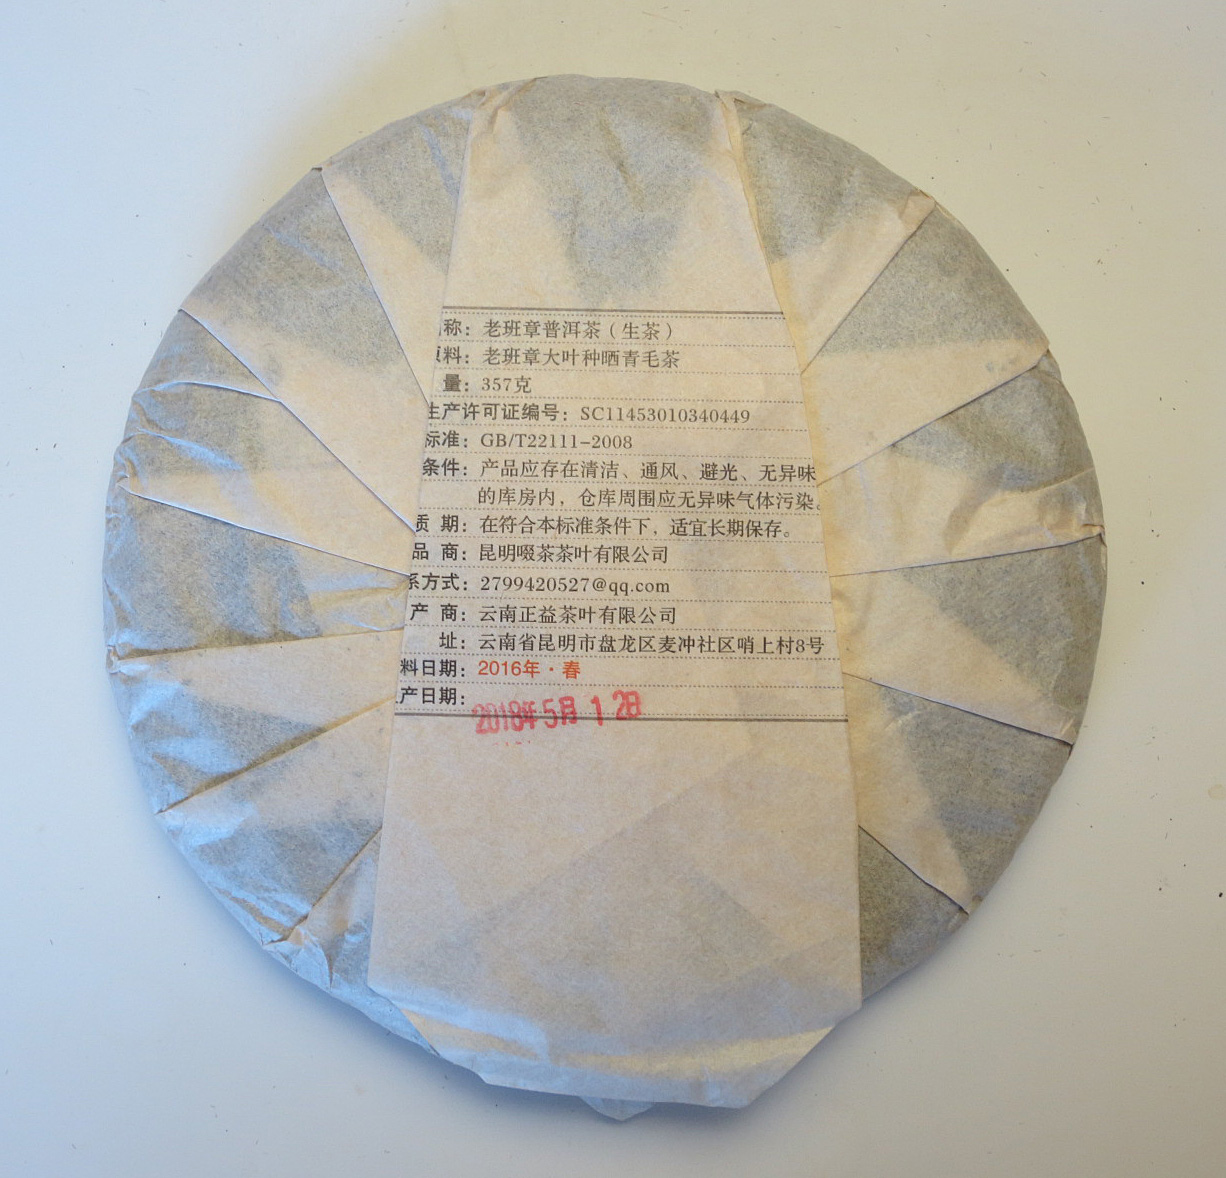 称：老班章普洱茶（生茶）
料：老班章大叶种晒青毛茶
量：357克
生产许可证编号：SC11453010340449
标准：GB/T22111-2008
条件：产品应存在清洁、通风、避光、无异味
的库房内，仓库周围应无异味气体污染。
质 期：在符合本标准条件下，适宜长期保存。
品 商：昆明啜茶茶叶有限公司
系方式：2799420527@qq.com
产 商：云南正益茶叶有限公司
址：云南省昆明市盘龙区麦冲社区哨上村8号
料日期：2016年·春
产日期：2018年5月12日